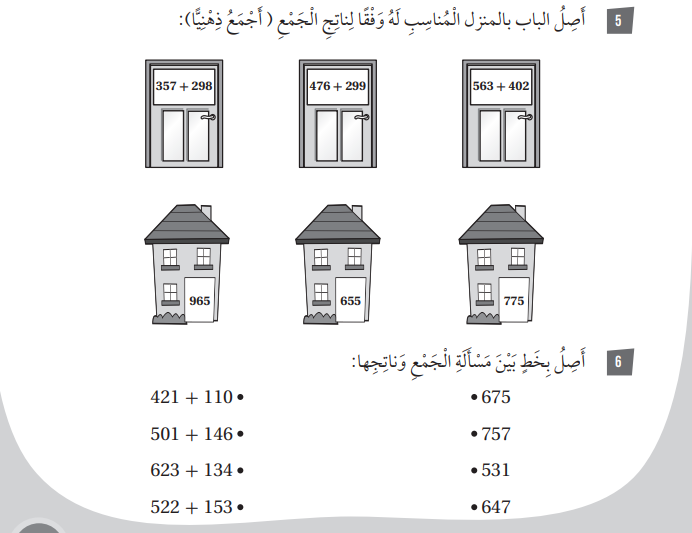 5 أَصِلُ الباب بالمنزل الْمُناسِبِ لَهُ وَفْقًا لِناتِجِ الْجَمْعِ ( أَجْمَعُ ذِهْنِيًّا):
563 + 402 476 + 299 357 + 298
775 655 965
6 أَصِلُ بِخَطٍ بَيْنَ مَسْأَلَةِ الْجَمْعِ وَناتِجِها:
421 + 110 • • 675
501 + 146 • • 757
623 + 134 • • 531
522 + 153 • • 647